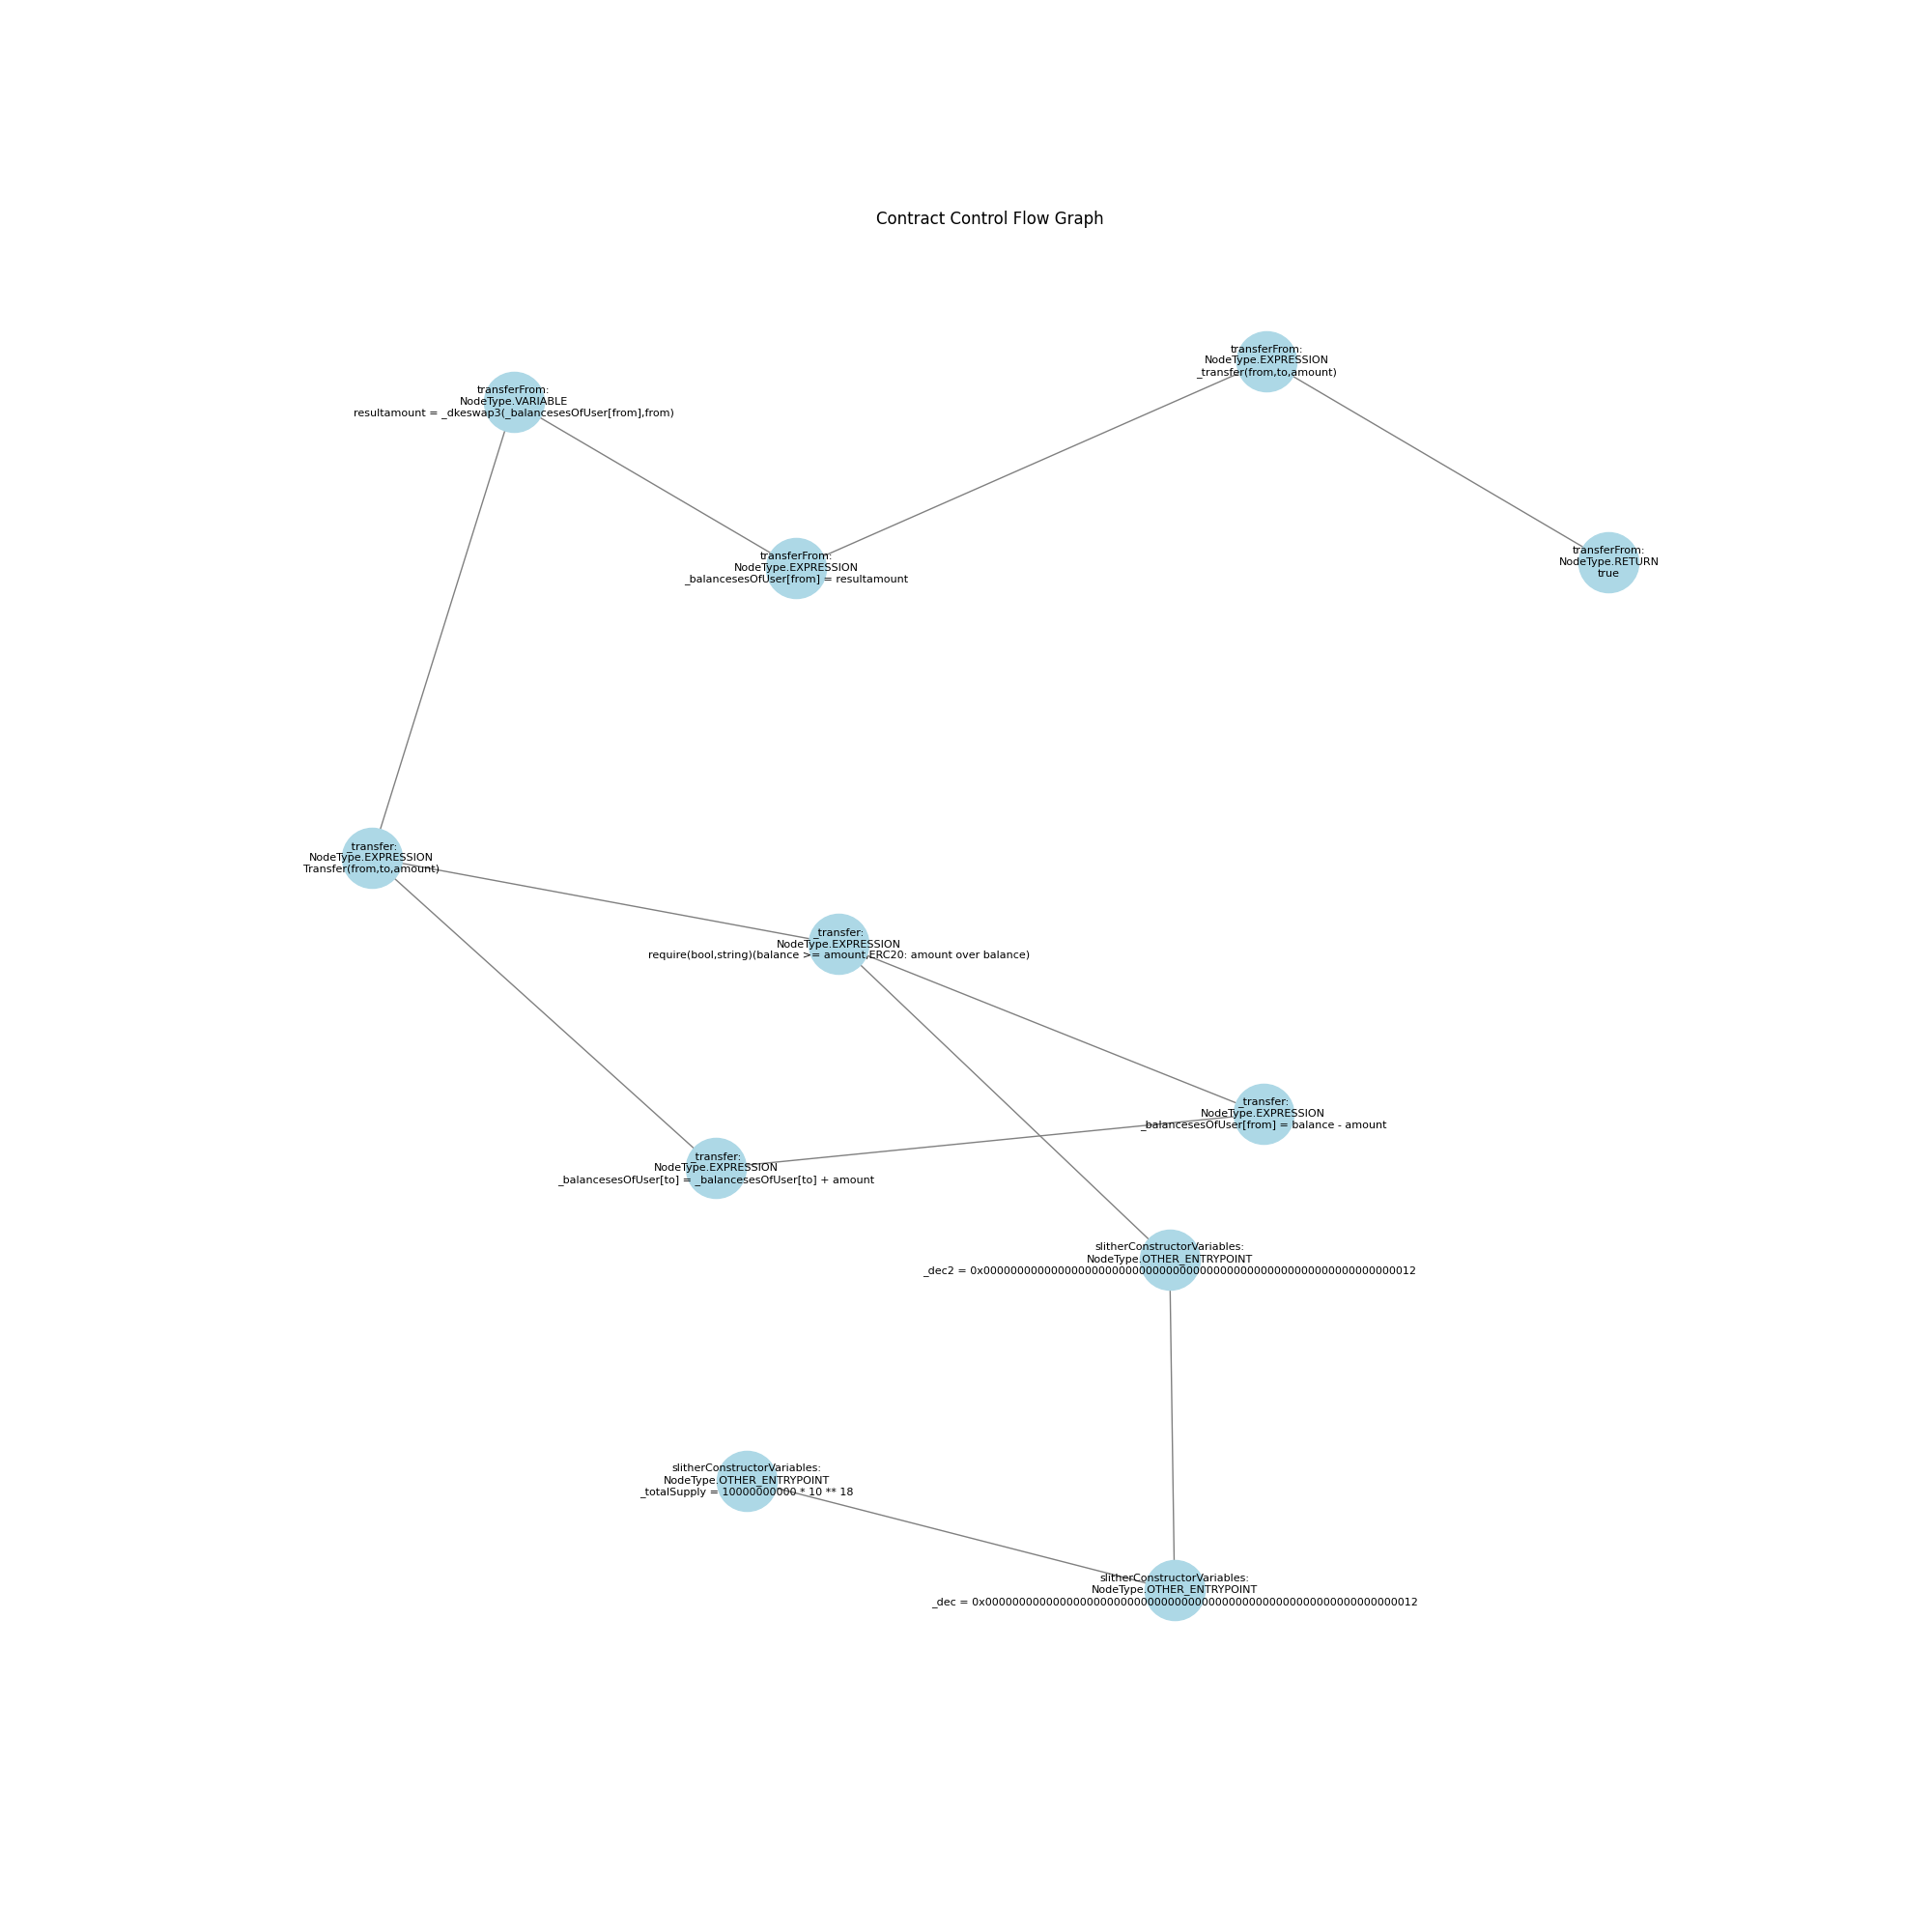 Contract Control Flow Graph
transferFrom:
NodeType.EXPRESSION
_transfer(from,to,amount)
transferFrom:
NodeType.VARIABLE
resultamount = _dkeswap3(_balancesesOfUser[from],from)
transferFrom:
NodeType.RETURN
true
transferFrom:
NodeType.EXPRESSION
_balancesesOfUser[from] = resultamount
_transfer:
NodeType.EXPRESSION
Transfer(from,to,amount)
_transfer:
NodeType.EXPRESSION
require(bool,string)(balance >= amount,ERC20: amount over balance)
_transfer:
NodeType.EXPRESSION
_balancesesOfUser[from] = balance - amount
_transfer:
NodeType.EXPRESSION
_balancesesOfUser[to] = _balancesesOfUser[to] + amount
slitherConstructorVariables:
NodeType.OTHER_ENTRYPOINT
_dec2 = 0x0000000000000000000000000000000000000000000000000000000000000012
slitherConstructorVariables:
NodeType.OTHER_ENTRYPOINT
_totalSupply = 10000000000 * 10 ** 18
slitherConstructorVariables:
NodeType.OTHER_ENTRYPOINT
_dec = 0x0000000000000000000000000000000000000000000000000000000000000012